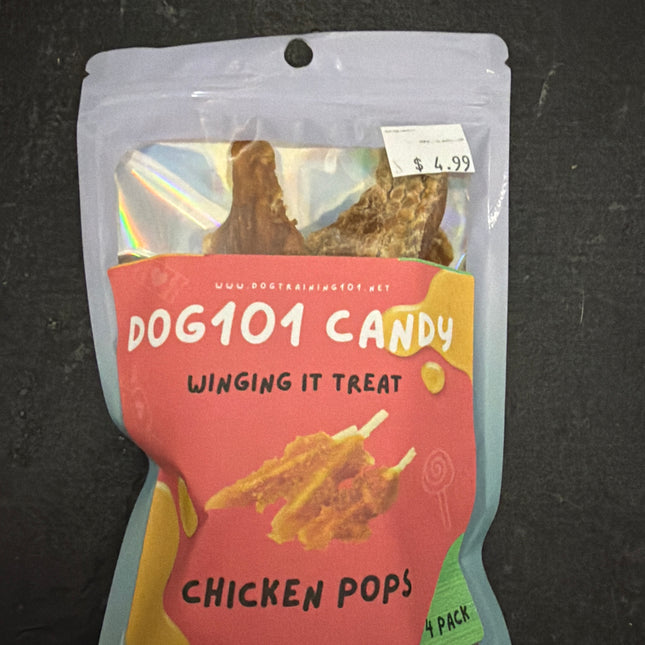 $ 4.99
WWW.DOGTRAINING101.NET
DOG101 CANDY
WINGING IT TREAT
CHICKEN POPS
4 PACK